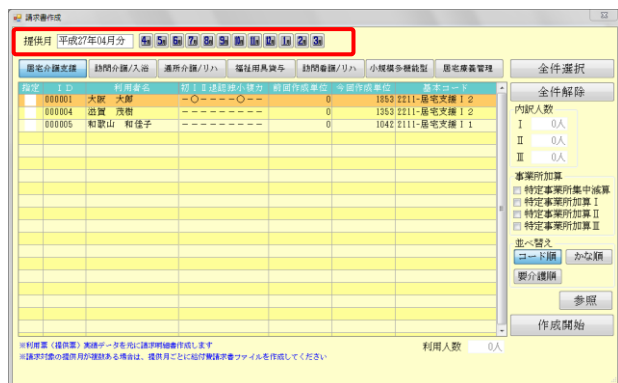 請求書作成
提供月 平成27年04月分 4月 5月 6月 7月 8月 9月 10月 11月 12月 1月 2月 3月
居宅介護支援 訪問介護/入浴 通所介護/リハ 福祉用具貸与 訪問看護/リハ 小規模多機能型 居宅療養管理 全件選択
指定 ID 利用者名 初ⅠⅡ退認独小複カ 前回作成単位 今回作成単位 基本コード 全件解除
000001 大阪 太郎 -○----○-- 0 1353 2211-居宅支援Ⅰ2
000004 滋賀 茂樹 --------- 0 1353 2211-居宅支援Ⅰ2
000005 和歌山 和佳子 --------- 0 1042 2111-居宅支援Ⅰ1
内訳人数
Ⅰ 0人
Ⅱ 0人
Ⅲ 0人
事業所加算
特定事業所集中減算
特定事業所加算Ⅰ
特定事業所加算Ⅱ
特定事業所加算Ⅲ
並べ替え
コード順 かな順
要介護順
参照
作成開始
※利用票(提供票)実績データを元に請求明細書作成します 利用人数 0人
※請求対象の提供月が複数ある場合は、提供月ごとに給付費請求書ファイルを作成してください